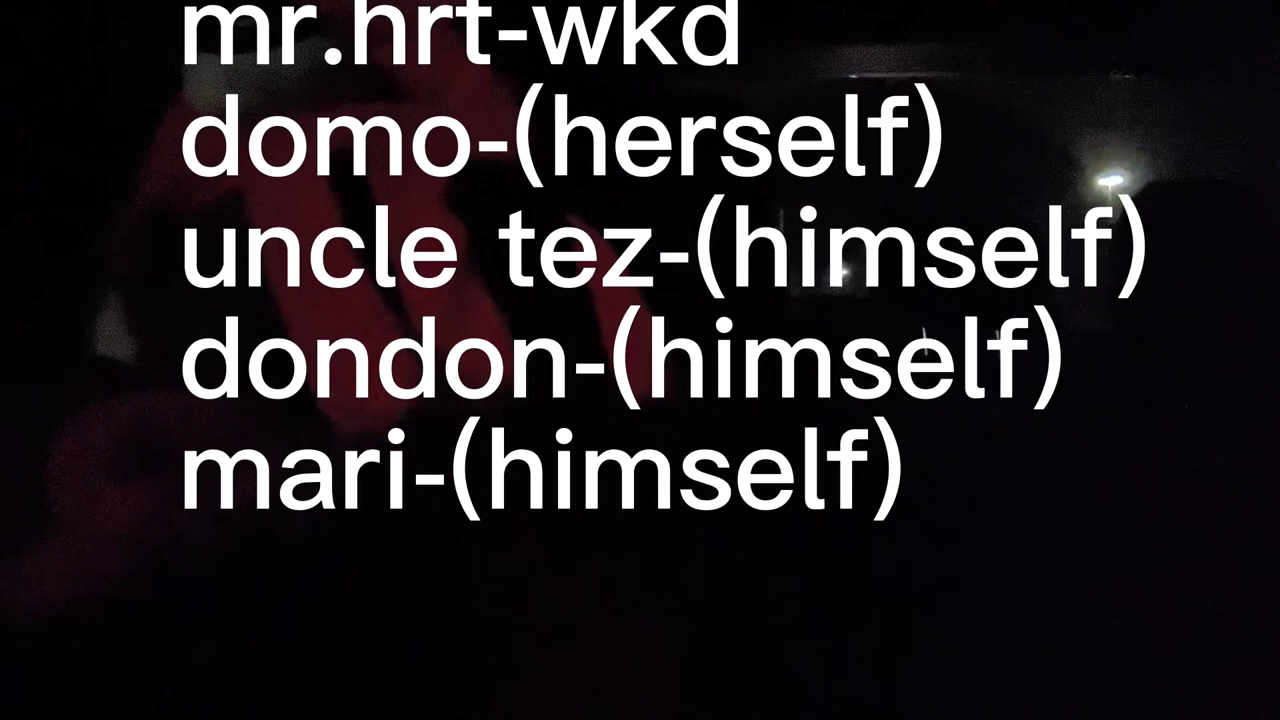 mr.hrt-wkd
domo-(herself)
uncle tez-(himself)
dondon-(himself)
mari-(himself)